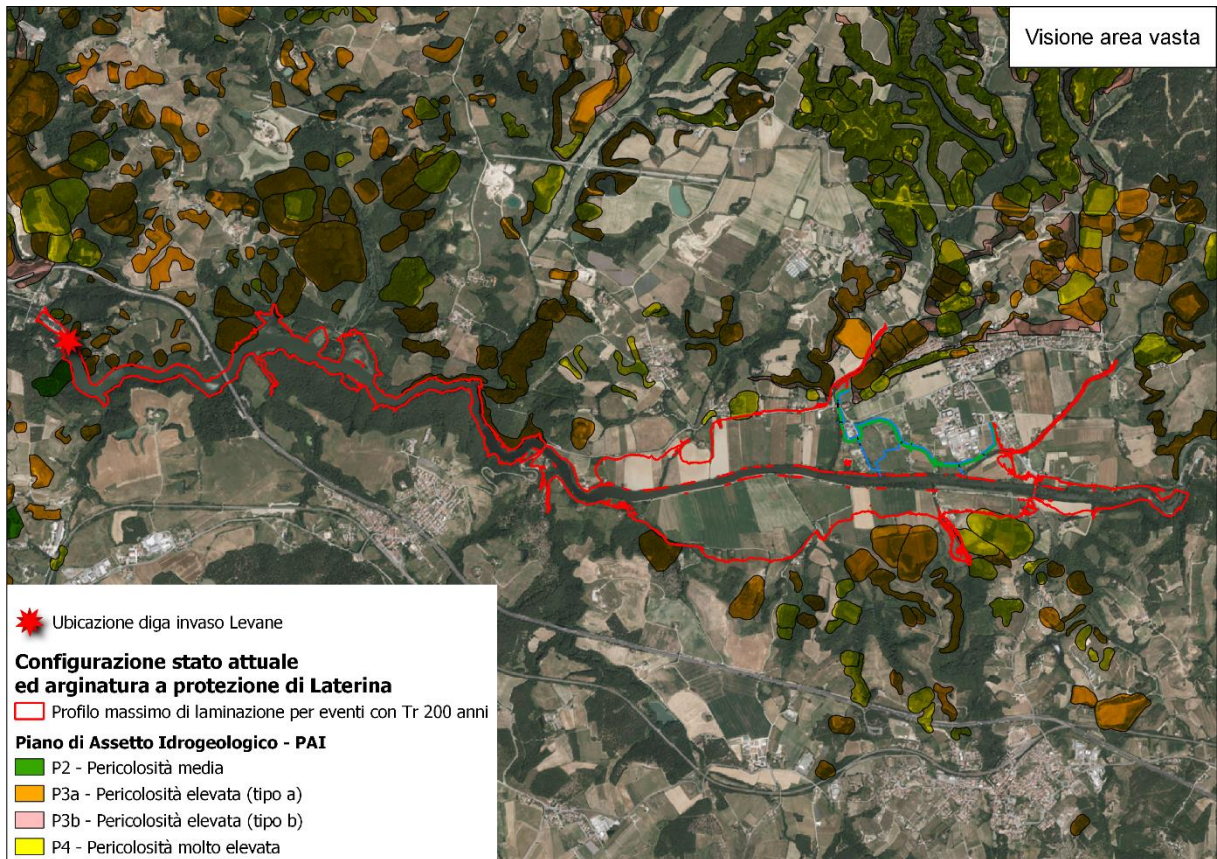 Visione area vasta
Ubicazione diga invaso Levane
Configurazione stato attuale
ed arginatura a protezione di Laterina
Profilo massimo di laminazione per eventi con Tr 200 anni
Piano di Assetto Idrogeologico - PAI
P2 - Pericolosità media
P3a - Pericolosità elevata (tipo a)
P3b - Pericolosità elevata (tipo b)
P4 - Pericolosità molto elevata